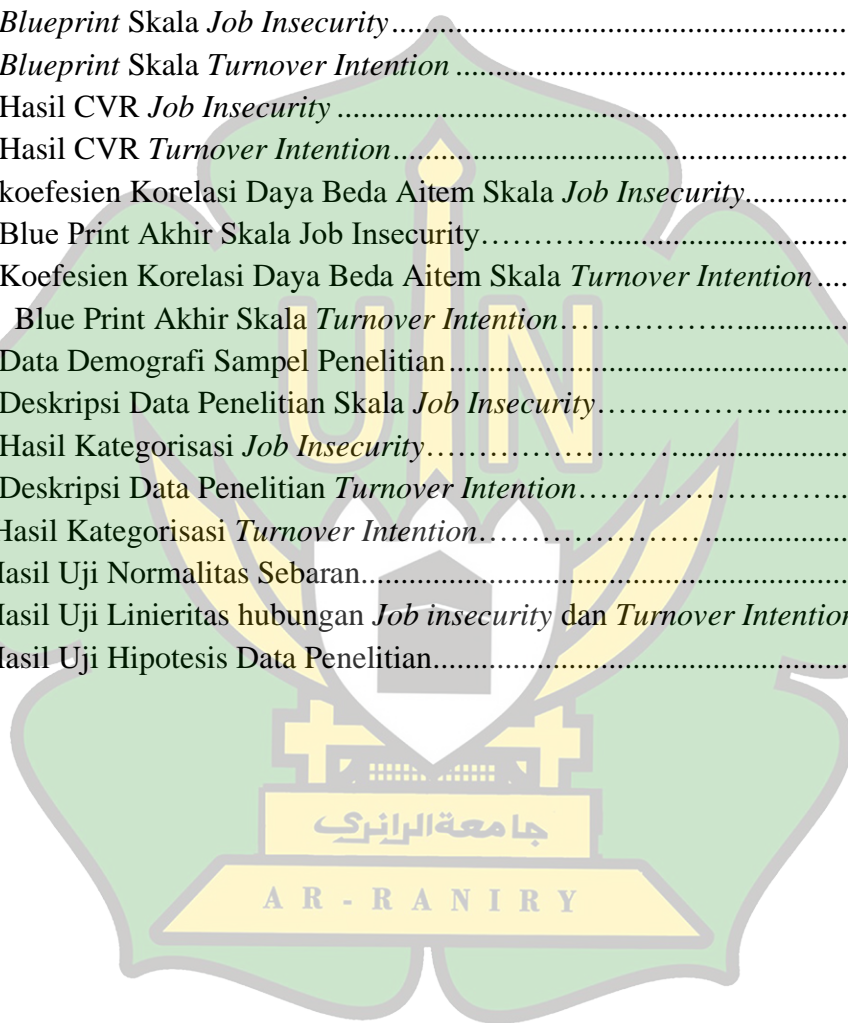 Blueprint Skala Job Insecurity...............................................................
Blueprint Skala Turnover Intention.....................................................
Hasil CVR Job Insecurity.......................................................................
Hasil CVR Turnover Intention..............................................................
koefesien Korelasi Daya Beda Aitem Skala Job Insecurity..............
Blue Print Akhir Skala Job Insecurity…………...................................
Koefesien Korelasi Daya Beda Aitem Skala Turnover Intention....
Blue Print Akhir Skala Turnover Intention……………....................
Data Demografi Sampel Penelitian.......................................................
Deskripsi Data Penelitian Skala Job Insecurity…………….. .........
Hasil Kategorisasi Job Insecurity……………………........................
Deskripsi Data Penelitian Turnover Intention……………………...
Hasil Kategorisasi Turnover Intention………………….....................
Hasil Uji Normalitas Sebaran................................................................
Hasil Uji Linieritas hubungan Job insecurity dan Turnover Intention
Hasil Uji Hipotesis Data Penelitian.......................................................
UIN
جامعة الرانري
AR-RANIRY